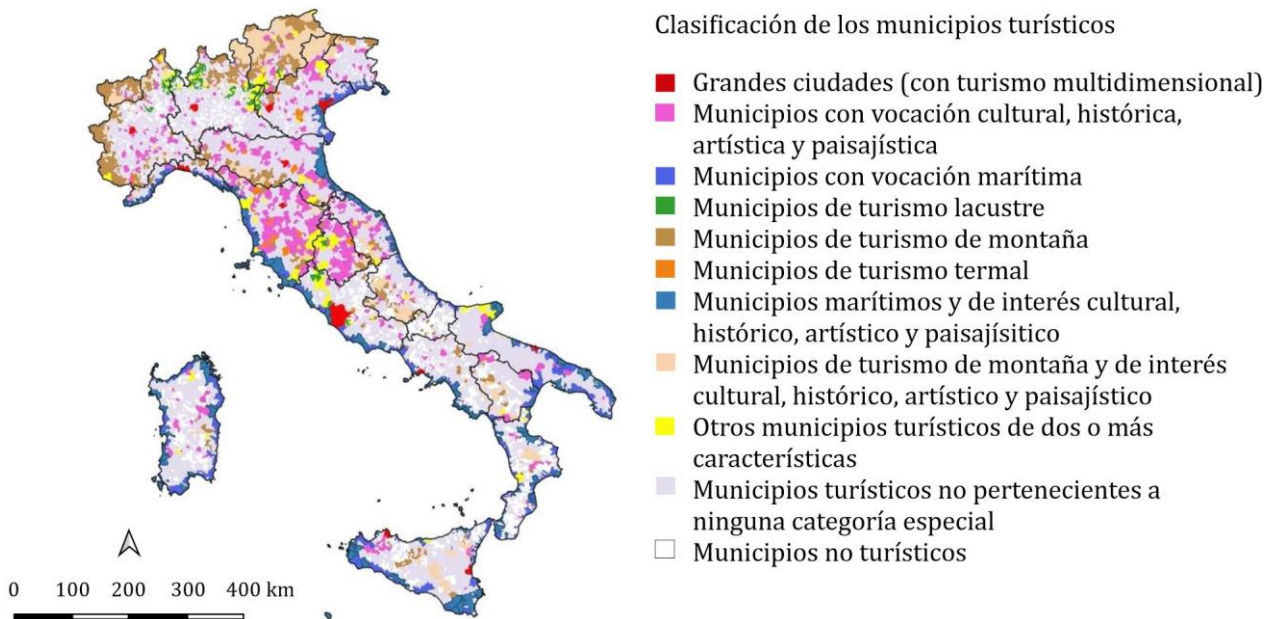 Clasificación de los municipios turísticos
Grandes ciudades (con turismo multidimensional)
Municipios con vocación cultural, histórica,
artística y paisajística
Municipios con vocación marítima
Municipios de turismo lacustre
Municipios de turismo de montaña
Municipios de turismo termal
Municipios marítimos y de interés cultural,
histórico, artístico y paisajísitico
Municipios de turismo de montaña y de interés
cultural, histórico, artístico y paisajístico
Otros municipios turísticos de dos o más
características
Municipios turísticos no pertenecientes a
ninguna categoría especial
Municipios no turísticos
0 100 200 300 400 km